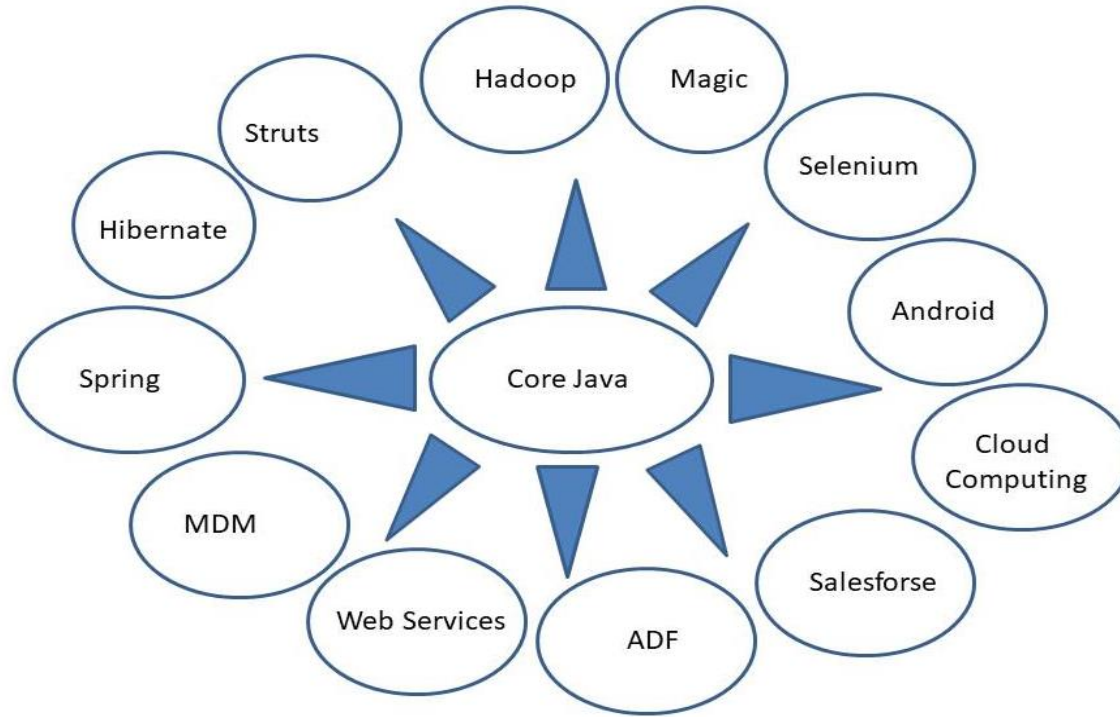 Hadoop
Magic
Struts
Selenium
Hibernate
Android
Spring
Core Java
Cloud
Computing
MDM
Salesforse
Web Services
ADF